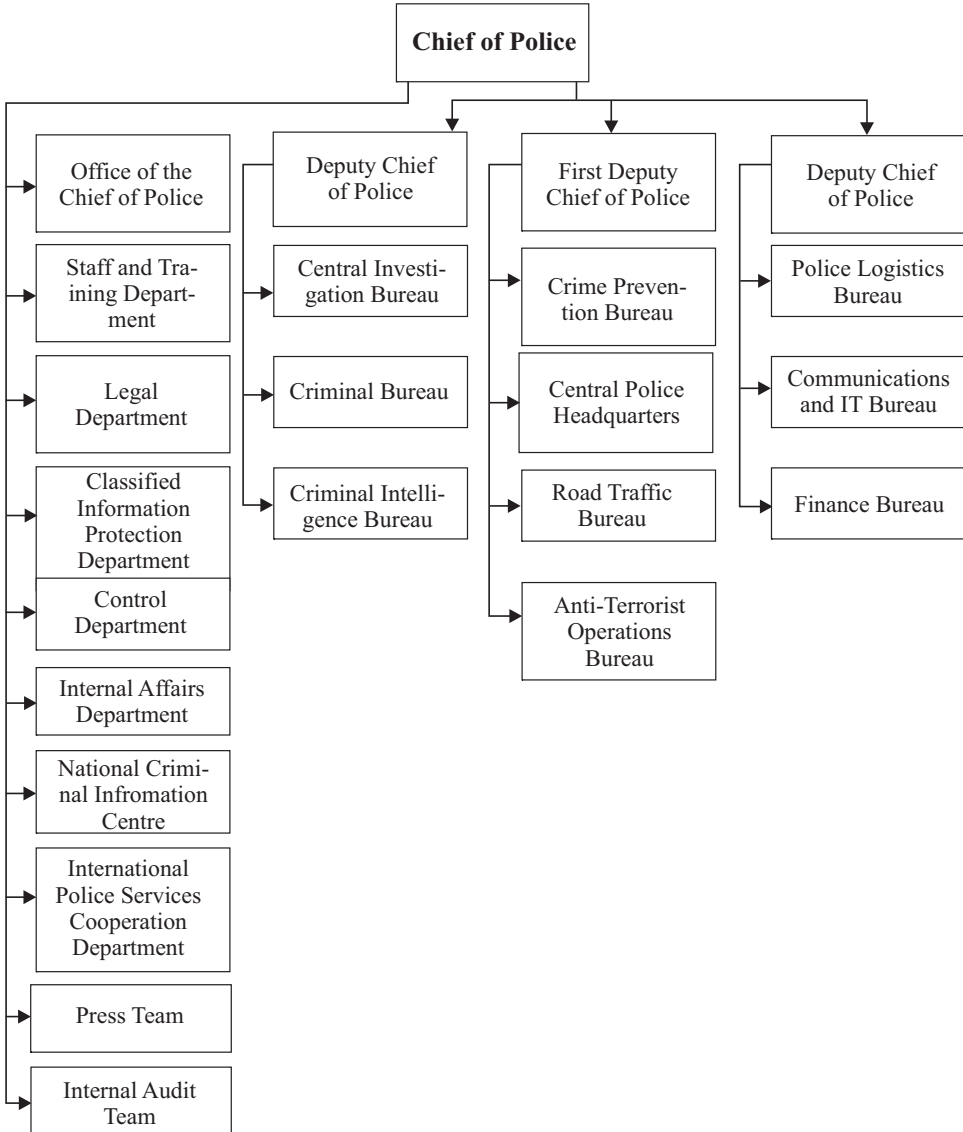 Chief of Police
Office of the
Chief of Police
Staff and Tra-
ining Depart-
ment
Legal
Department
Classified
Information
Protection
Department
Control
Department
Internal Affairs
Department
National Crimi-
nal Infromation
Centre
International
Police Services
Cooperation
Department
Press Team
Internal Audit
Team
Deputy Chief
of Police
Central Investi-
gation Bureau
Criminal Bureau
Criminal Intelli-
gence Bureau
First Deputy
Chief of Police
Crime Preven-
tion Bureau
Central Police
Headquarters
Road Traffic
Bureau
Anti-Terrorist
Operations
Bureau
Deputy Chief
of Police
Police Logistics
Bureau
Communications
and IT Bureau
Finance Bureau